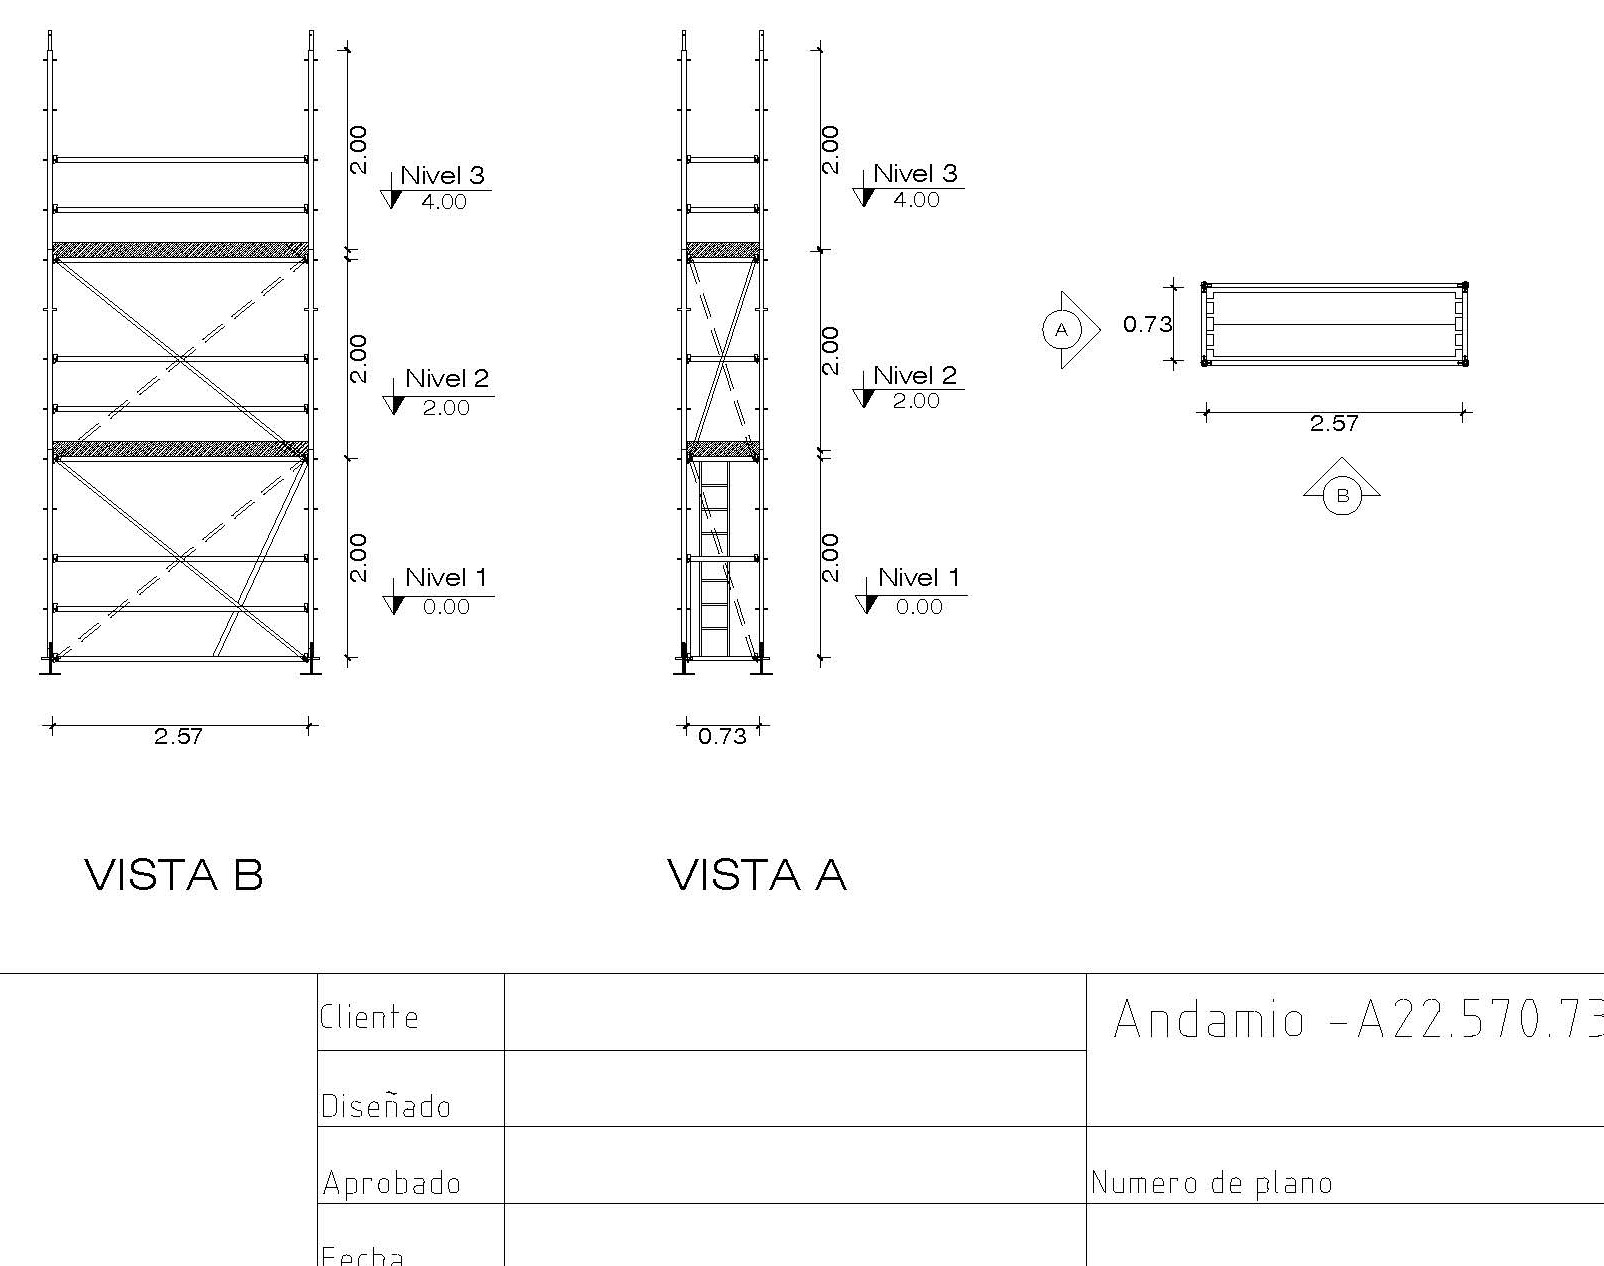 2.00
Nivel 3
4.00
2.00
Nivel 2
2.00
2.00
Nivel 1
0.00
2.57
VISTA B
2.00
Nivel 3
4.00
2.00
Nivel 2
2.00
2.00
Nivel 1
0.00
0.73
VISTA A
A
0.73
2.57
B
Cliente
Andamio -A22.570.73
Diseñado
Aprobado
Numero de plano
Fecha